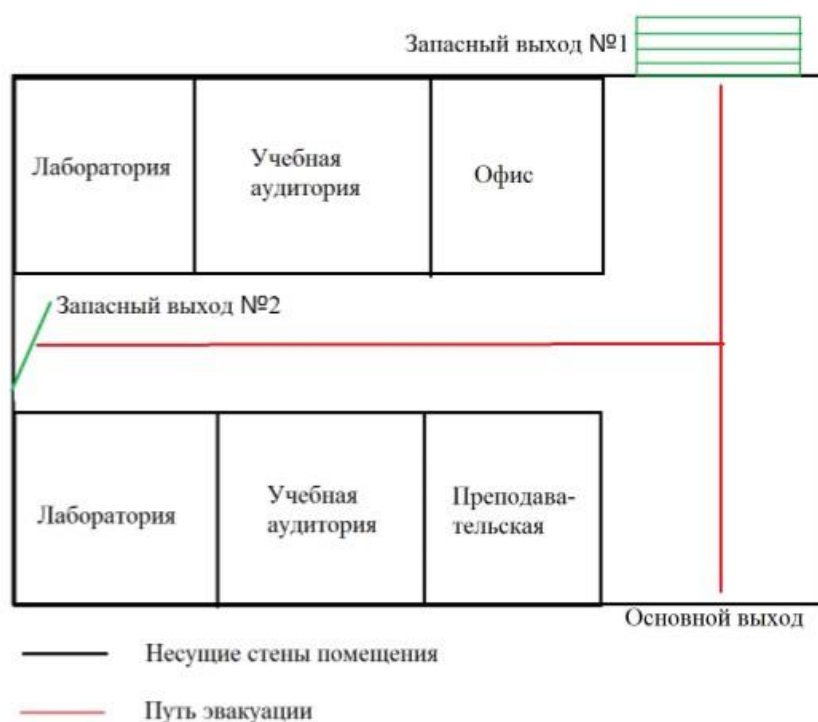 Запасный выход №1
Лаборатория
Учебная
аудитория
Офис
Запасный выход №2
Лаборатория
Учебная
аудитория
Преподава-
тельская
Основной выход
Несущие стены помещения
Путь эвакуации